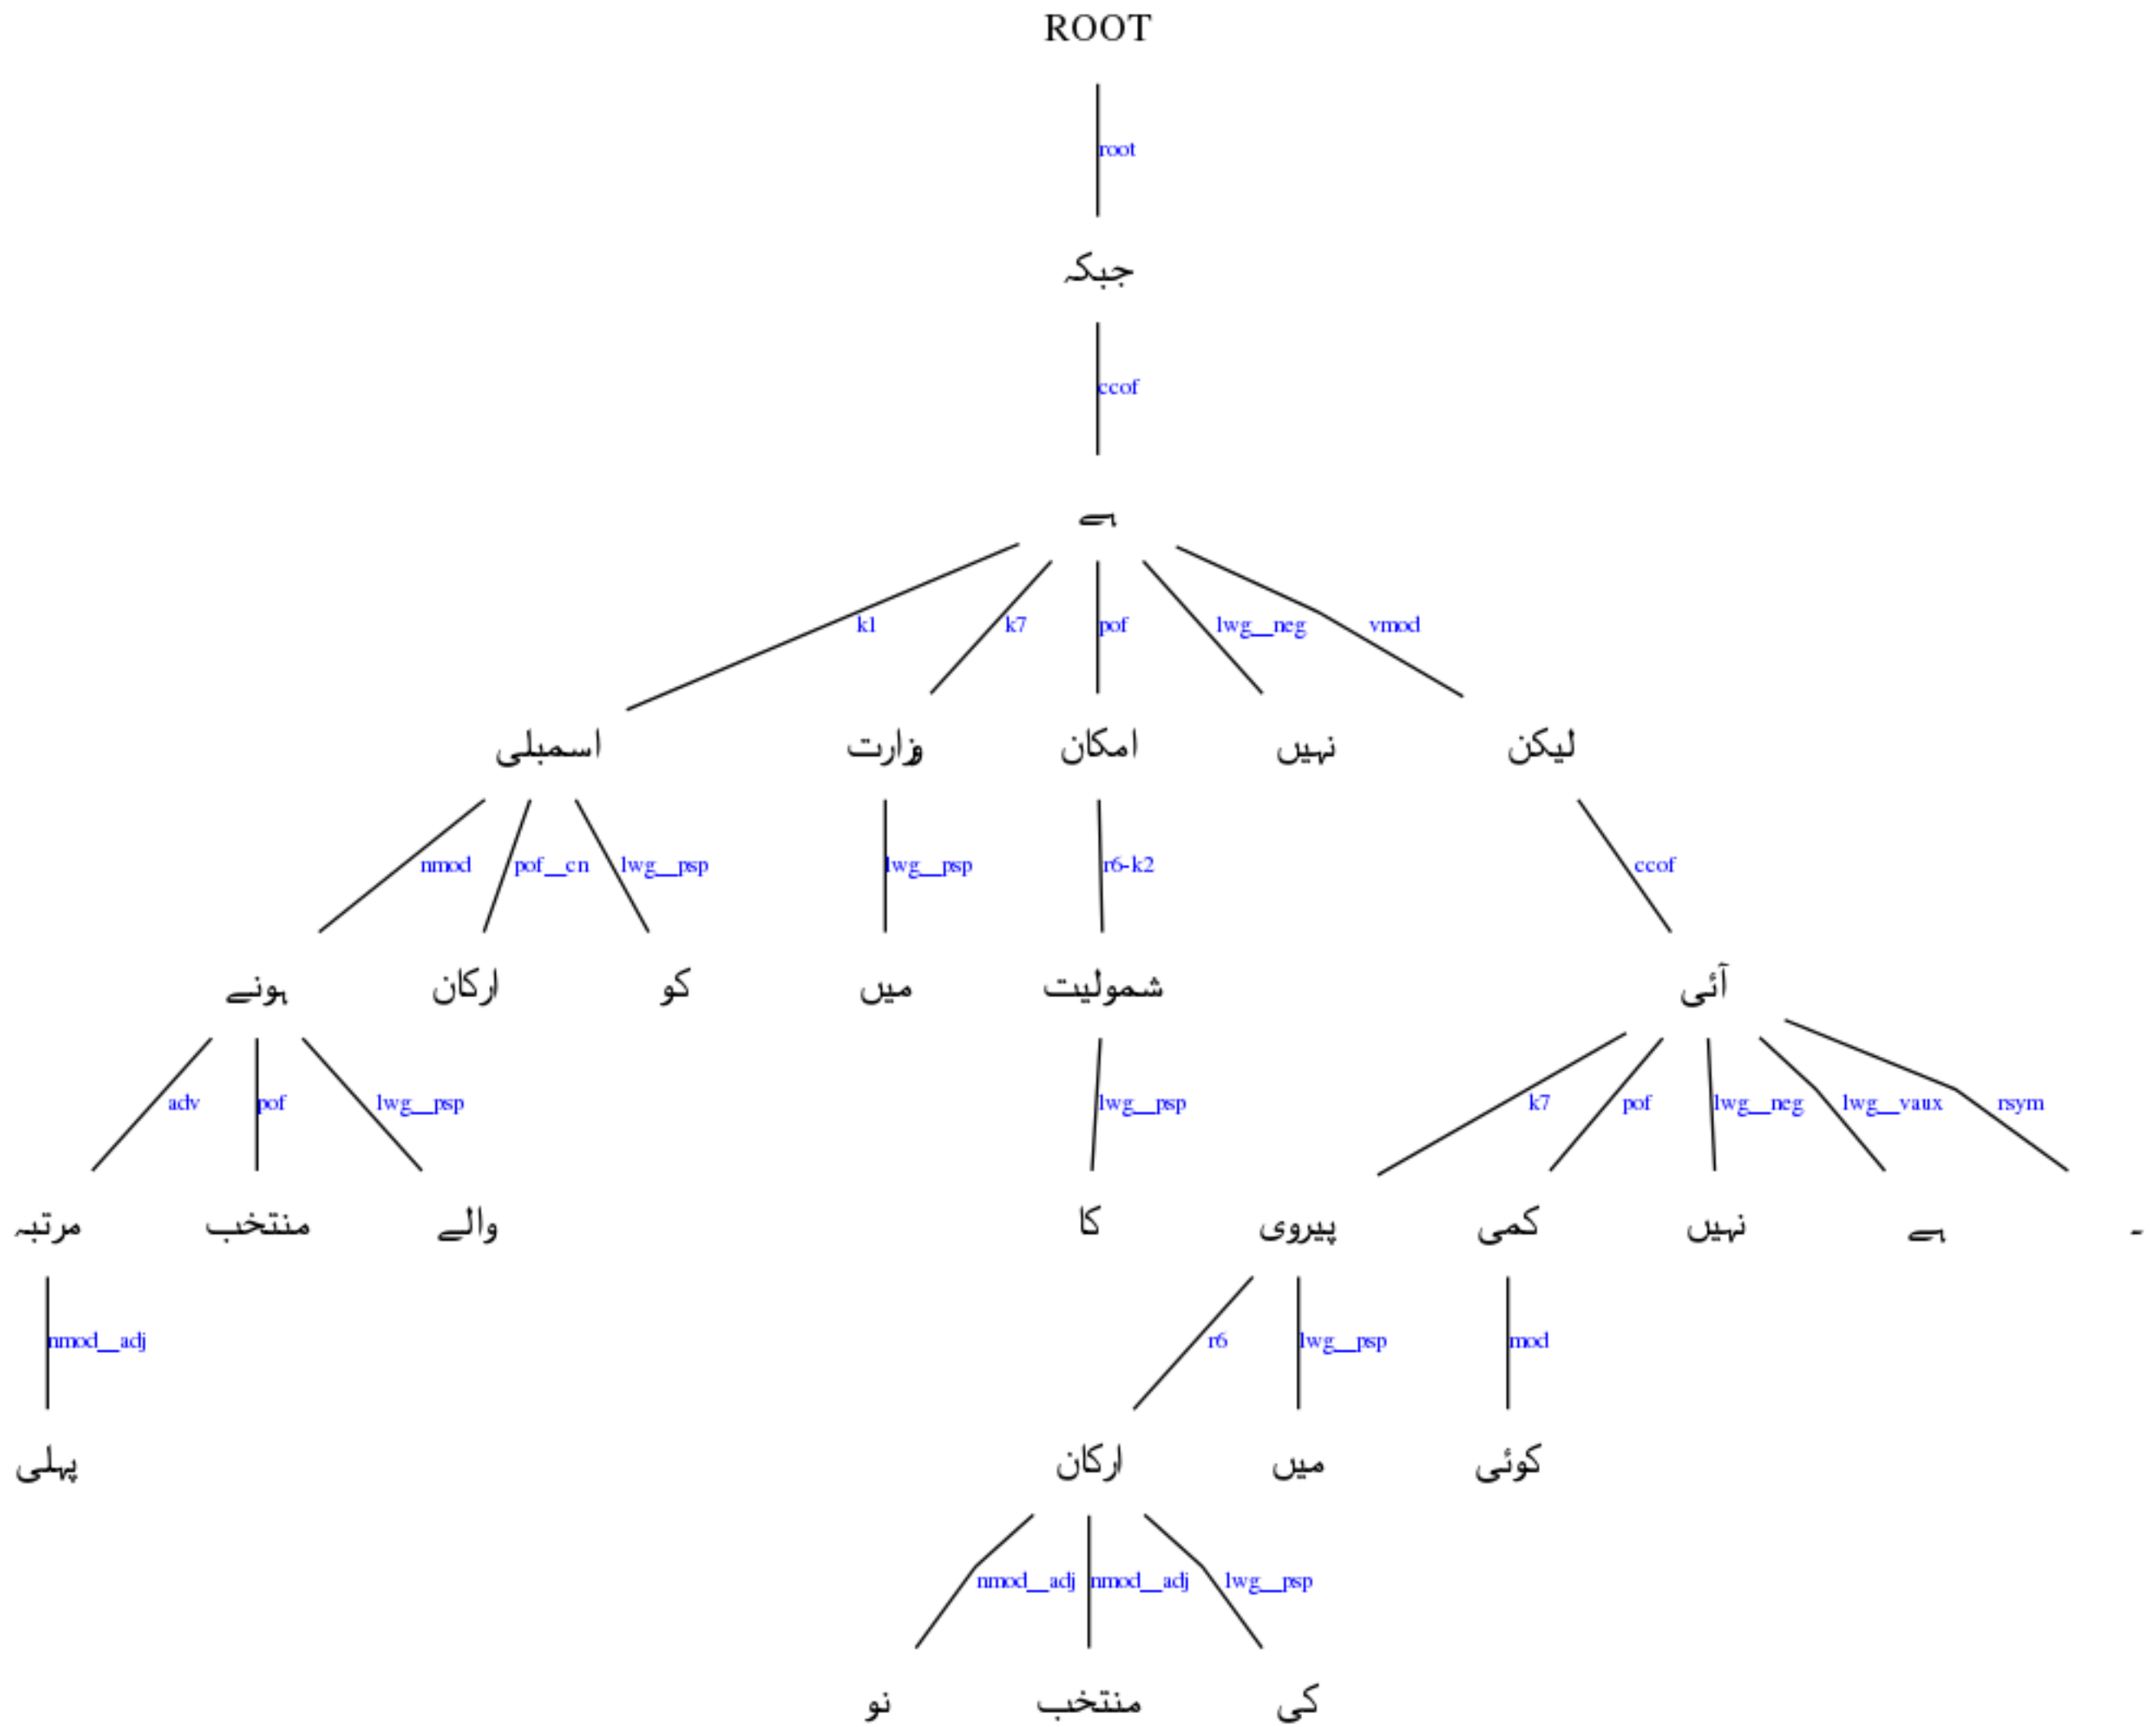 ROOT
root
جبکہ
ccof
ہے
k1 k7 pof lwg__neg vmod
اسمبلی وزارت امکان نہیں لیکن
nmod pof__cn lwg__psp lwg__psp r6-k2 ccof
ہونے ارکان کو میں شمولیت آئی
adv pof lwg__psp lwg__psp k7 pof lwg__neg lwg__vaux rsym
مرتبہ منتخب والے کا پیروی کمی نہیں ہے ۔
nmod__adj r6 lwg__psp mod
پہلی ارکان میں کوئی
nmod__adj nmod__adj lwg__psp
نو منتخب کی